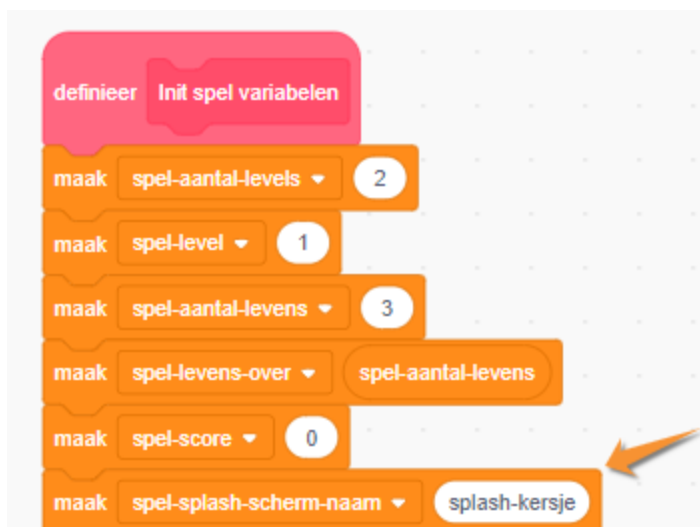 definieer Init spel variabelen
maak spel-aantal-levels 2
maak spel-level 1
maak spel-aantal-levens 3
maak spel-levens-over spel-aantal-levens
maak spel-score 0
maak spel-splash-scherm-naam splash-kersje